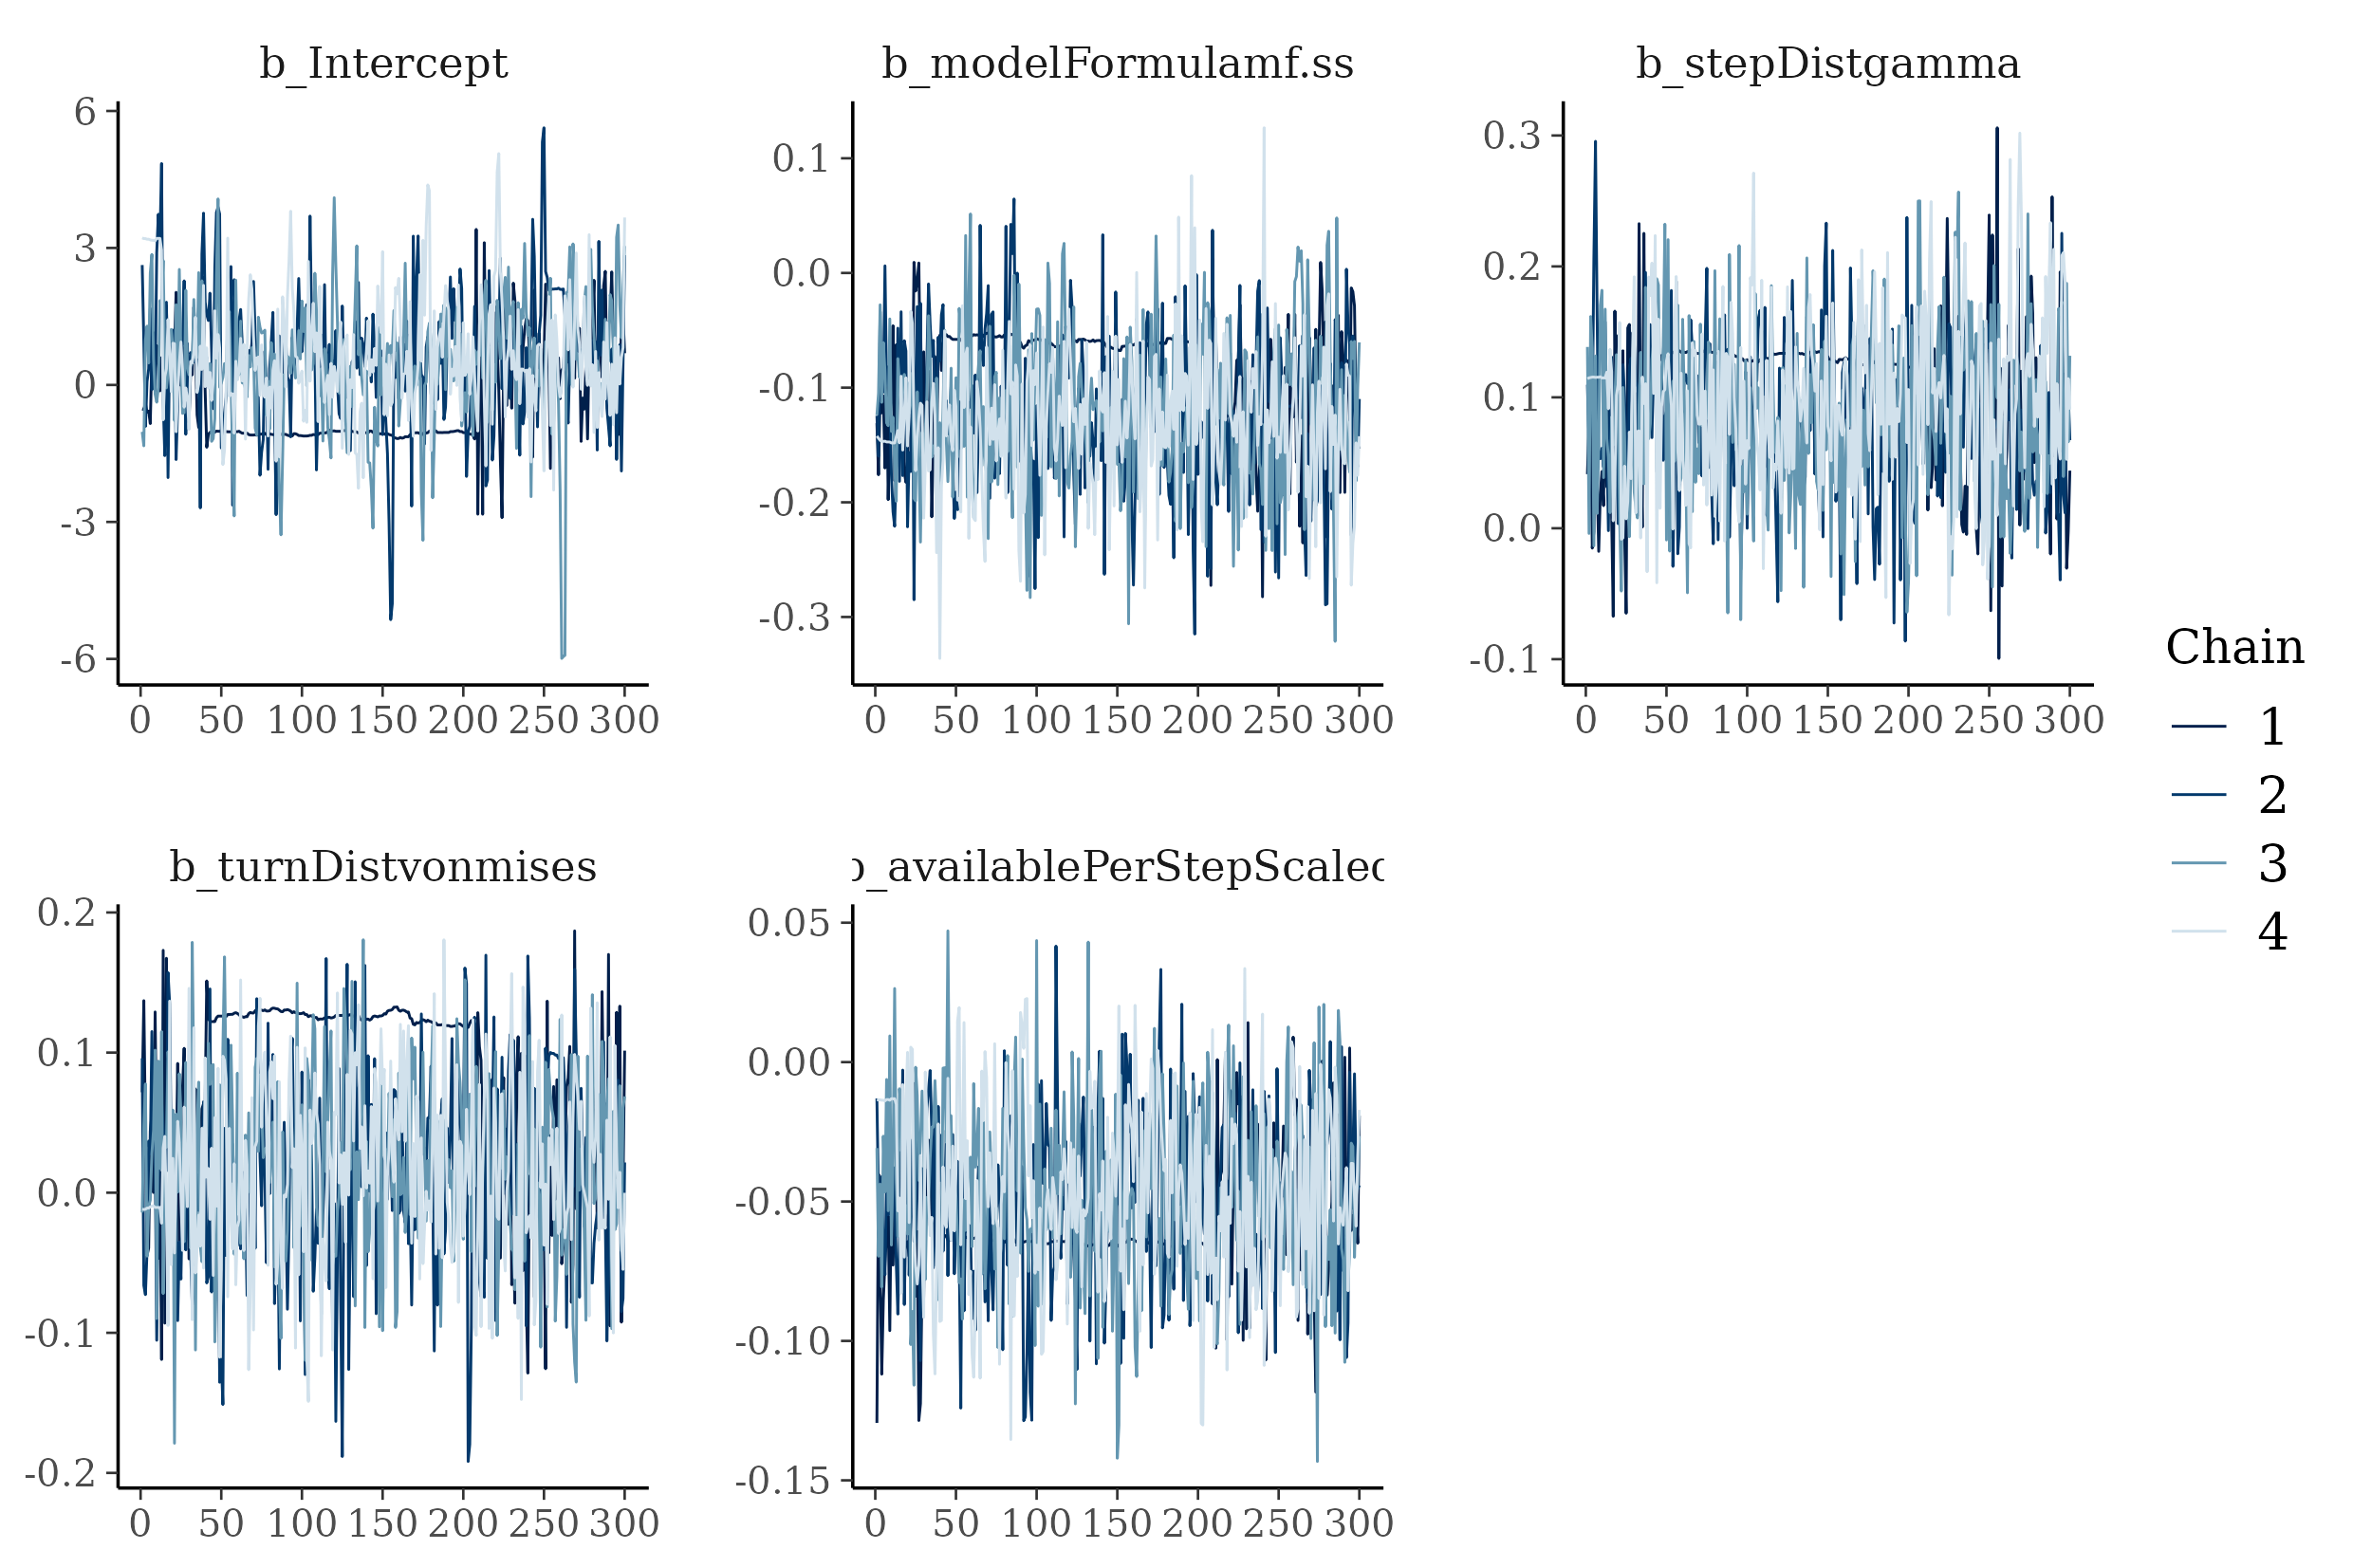 b_Intercept
b_modelFormulamf.ss
b_stepDistgamma
6
3
0
-3
-6
0 50 100 150 200 250 300
0.1
0.0
-0.1
-0.2
-0.3
0 50 100 150 200 250 300
0.3
0.2
0.1
0.0
-0.1
0 50 100 150 200 250 300
b_turnDistvonmises
b_availablePerStepScaled
0.2
0.1
0.0
-0.1
-0.2
0 50 100 150 200 250 300
0.05
0.00
-0.05
-0.10
-0.15
0 50 100 150 200 250 300
Chain
1
2
3
4